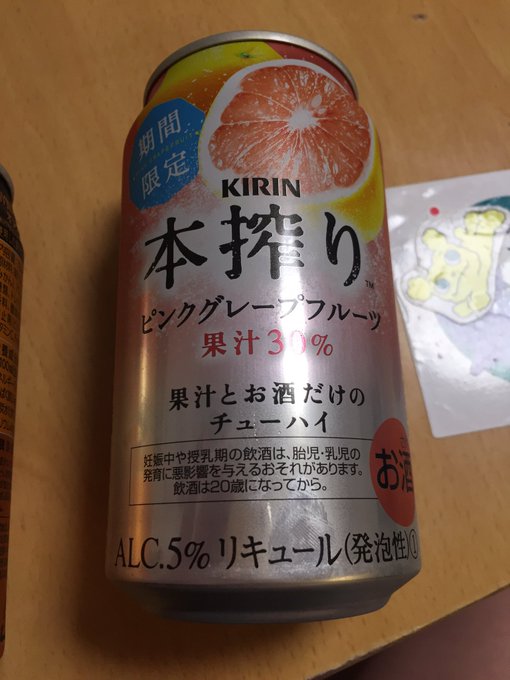 期間
限定
KIRIN
本搾り™
ピンクグレープフルーツ
果汁30%
果汁とお酒だけの
チューハイ
妊娠中や授乳期の飲酒は、胎児・乳児の
発育に悪影響を与えるおそれがあります。
飲酒は20歳になってから。
お酒
ALC.5% リキュール(発泡性)①